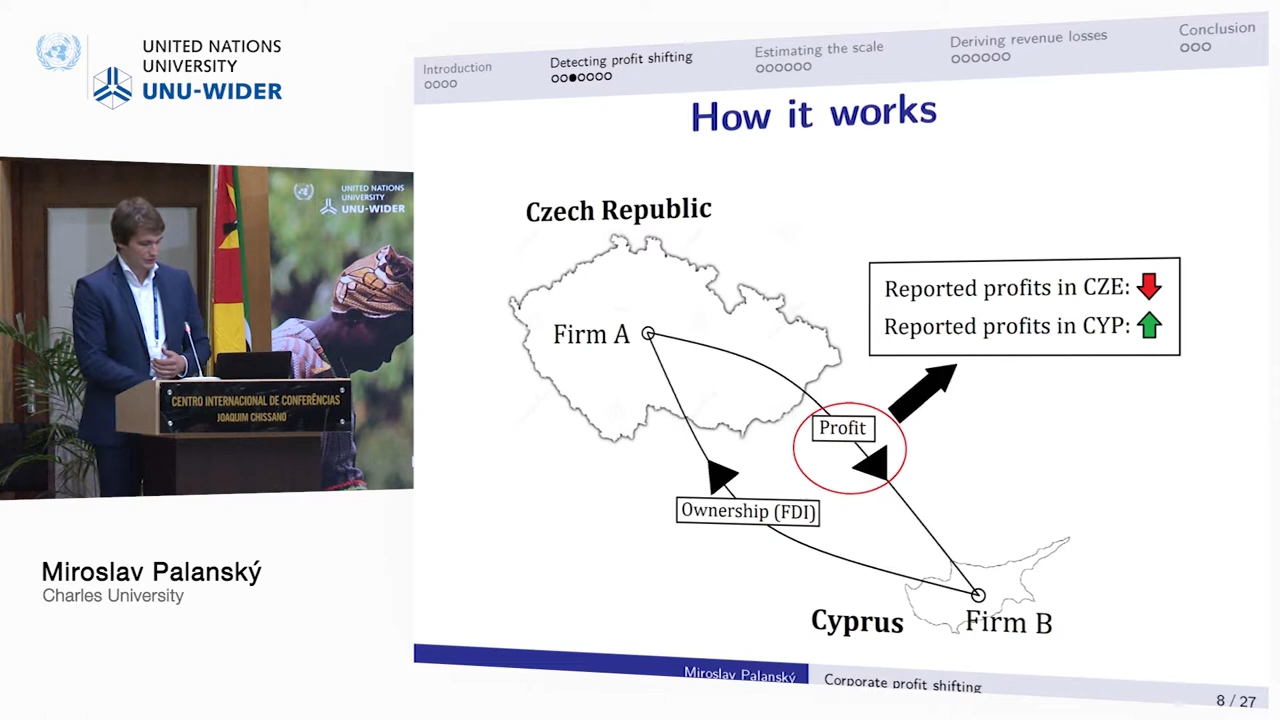 UNITED NATIONS
UNIVERSITY
UNU-WIDER
UNITED NATIONS
UNIVERSITY
UNU-WIDER
CENTRO INTERNACIONAL DE CONFERÊNCIAS
JOAQUIM CHISSANO
Miroslav Palanský
Charles University
Introduction
Detecting profit shifting
Estimating the scale
Deriving revenue losses
Conclusion
How it works
Czech Republic
Firm A
Reported profits in CZE:
Reported profits in CYP:
Profit
Ownership (FDI)
Cyprus
Firm B
Miroslav Palanský
Corporate profit shifting
8 / 27